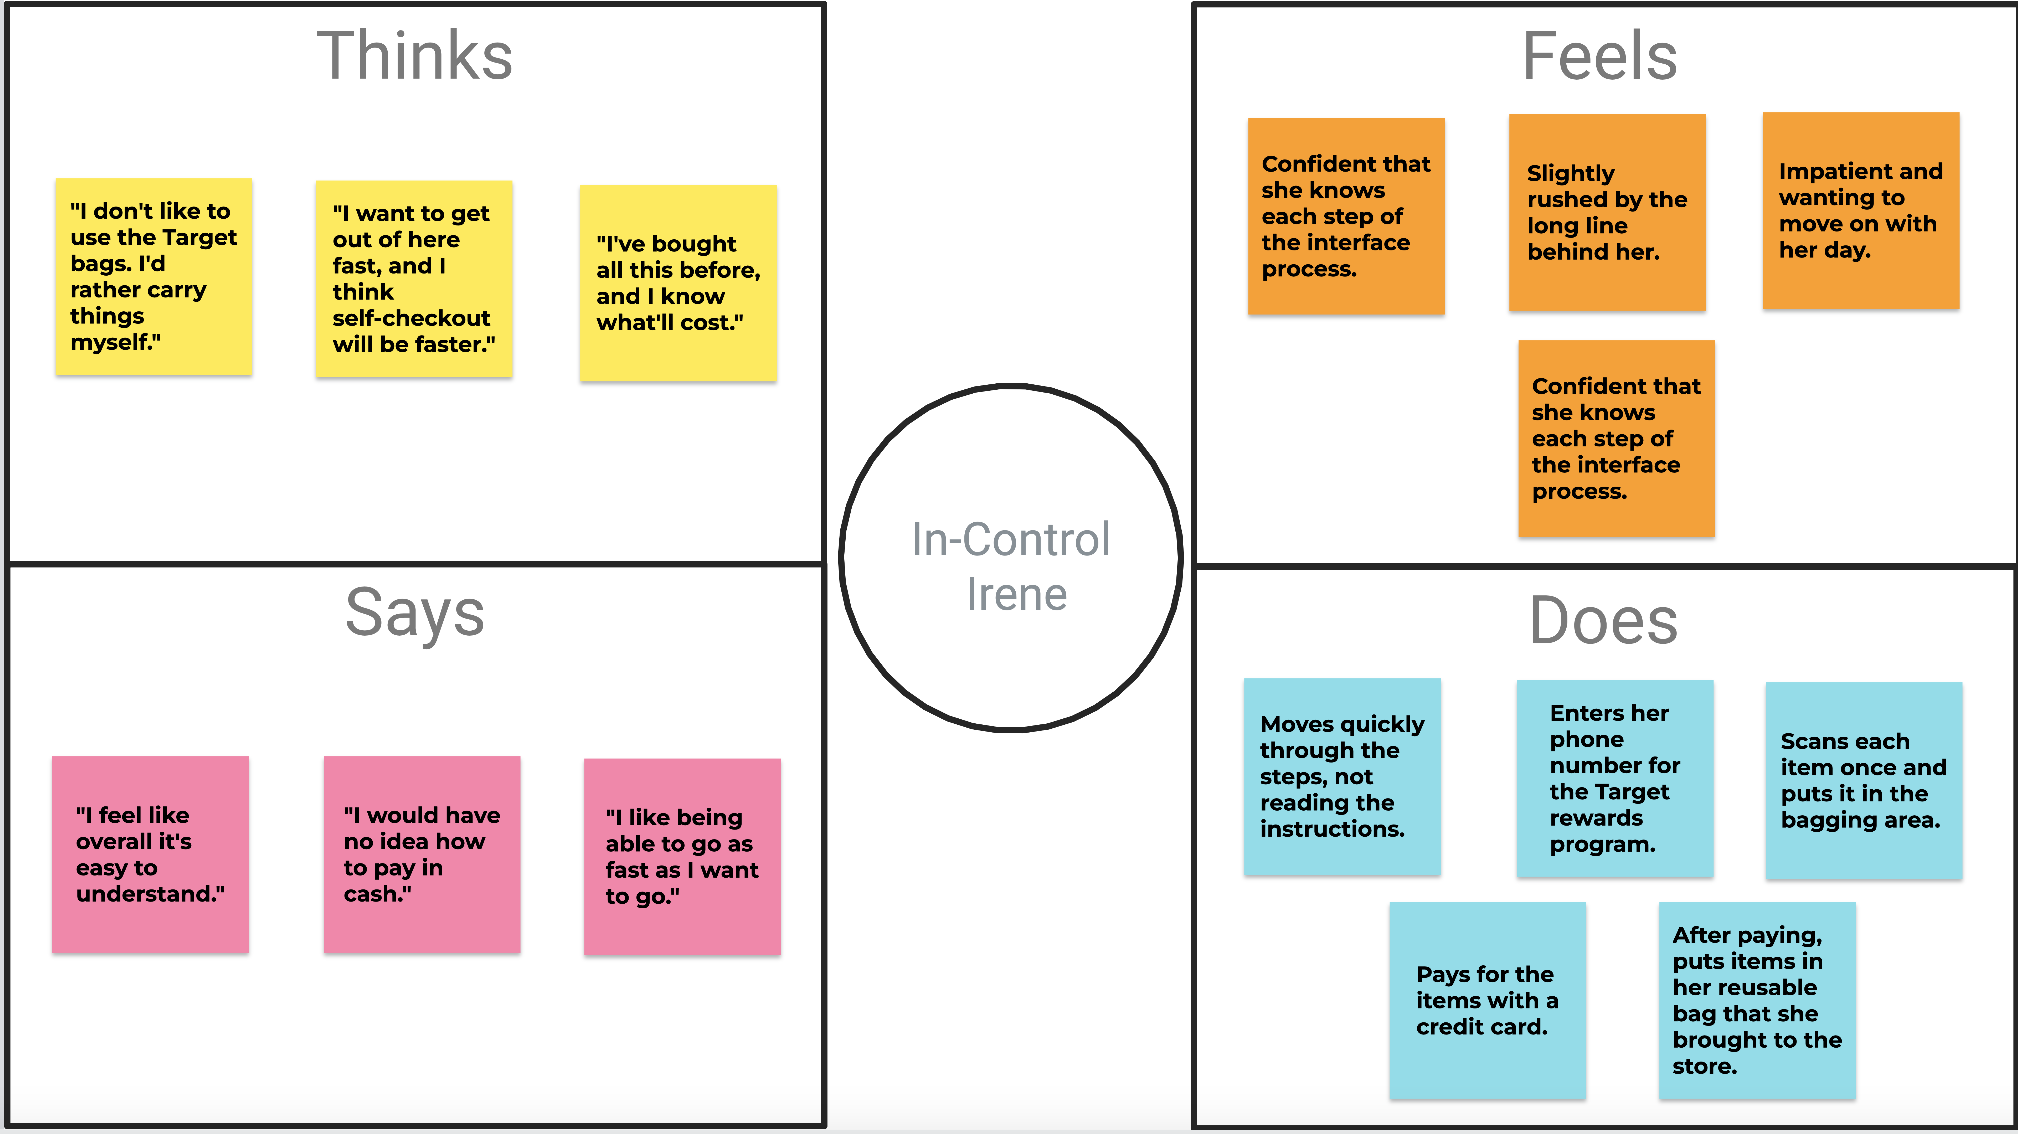 Thinks
"I don't like to
use the Target
bags. I'd
rather carry
things
myself."
"I want to get
out of here
fast, and I
think
self-checkout
will be faster."
"I've bought
all this before,
and I know
what'll cost."
Feels
Confident that
she knows
each step of
the interface
process.
Slightly
rushed by the
long line
behind her.
Impatient and
wanting to
move on with
her day.
Confident that
she knows
each step of
the interface
process.
In-Control
Irene
Says
"I feel like
overall it's
easy to
understand."
"I would have
no idea how
to pay in
cash."
"I like being
able to go as
fast as I want
to go."
Does
Moves quickly
through the
steps, not
reading the
instructions.
Enters her
phone
number for
the Target
rewards
program.
Scans each
item once and
puts it in the
bagging area.
Pays for the
items with a
credit card.
After paying,
puts items in
her reusable
bag that she
brought to the
store.